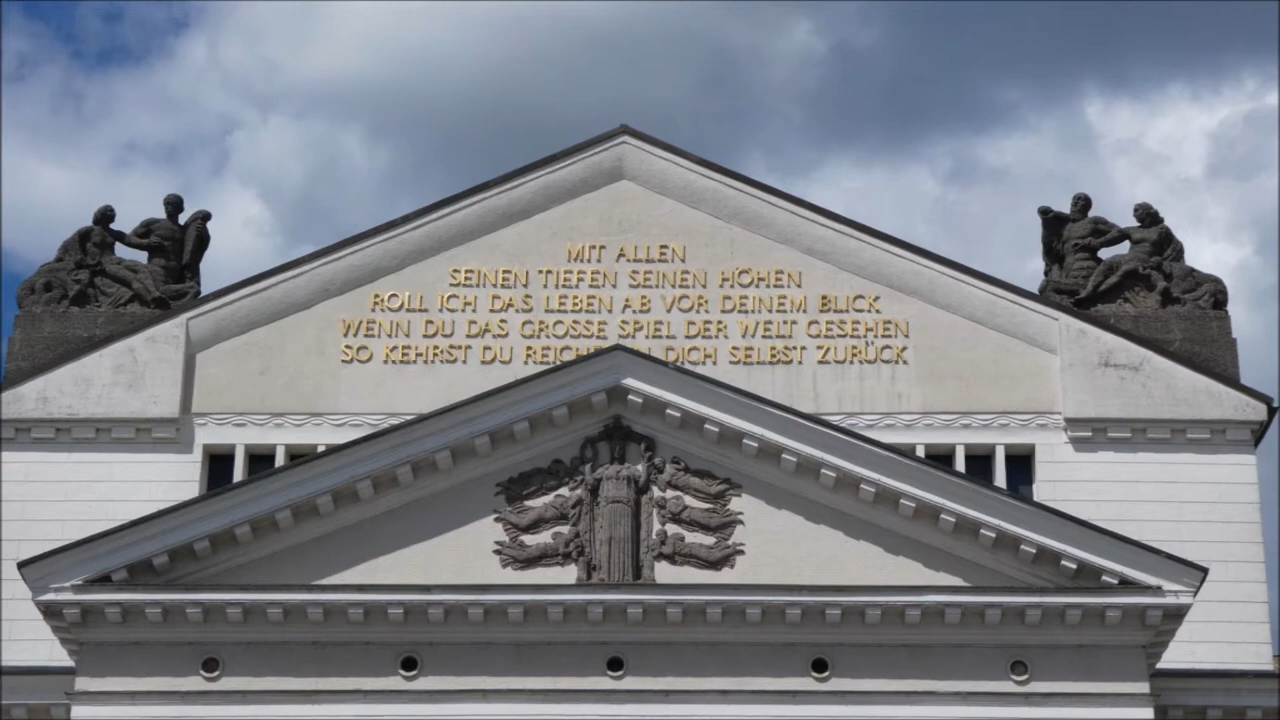 MIT ALLEN
SEINEN TIEFEN SEINEN HÖHEN
ROLL ICH DAS LEBEN AB VOR DEINEM BLICK
WENN DU DAS GROSSE SPIEL DER WELT GESEHEN
SO KEHRST DU DICH SELBST ZURÜCK